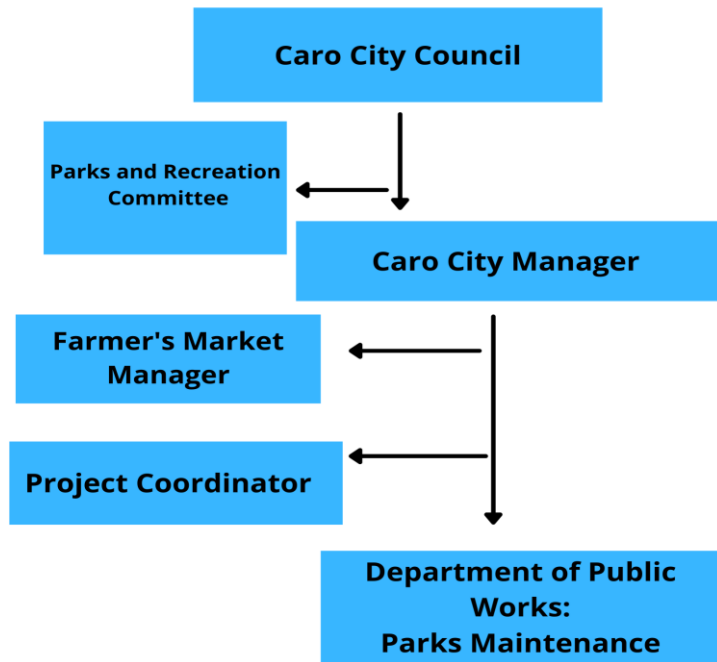 Caro City Council
Parks and Recreation
Committee
Caro City Manager
Farmer's Market
Manager
Project Coordinator
Department of Public
Works:
Parks Maintenance